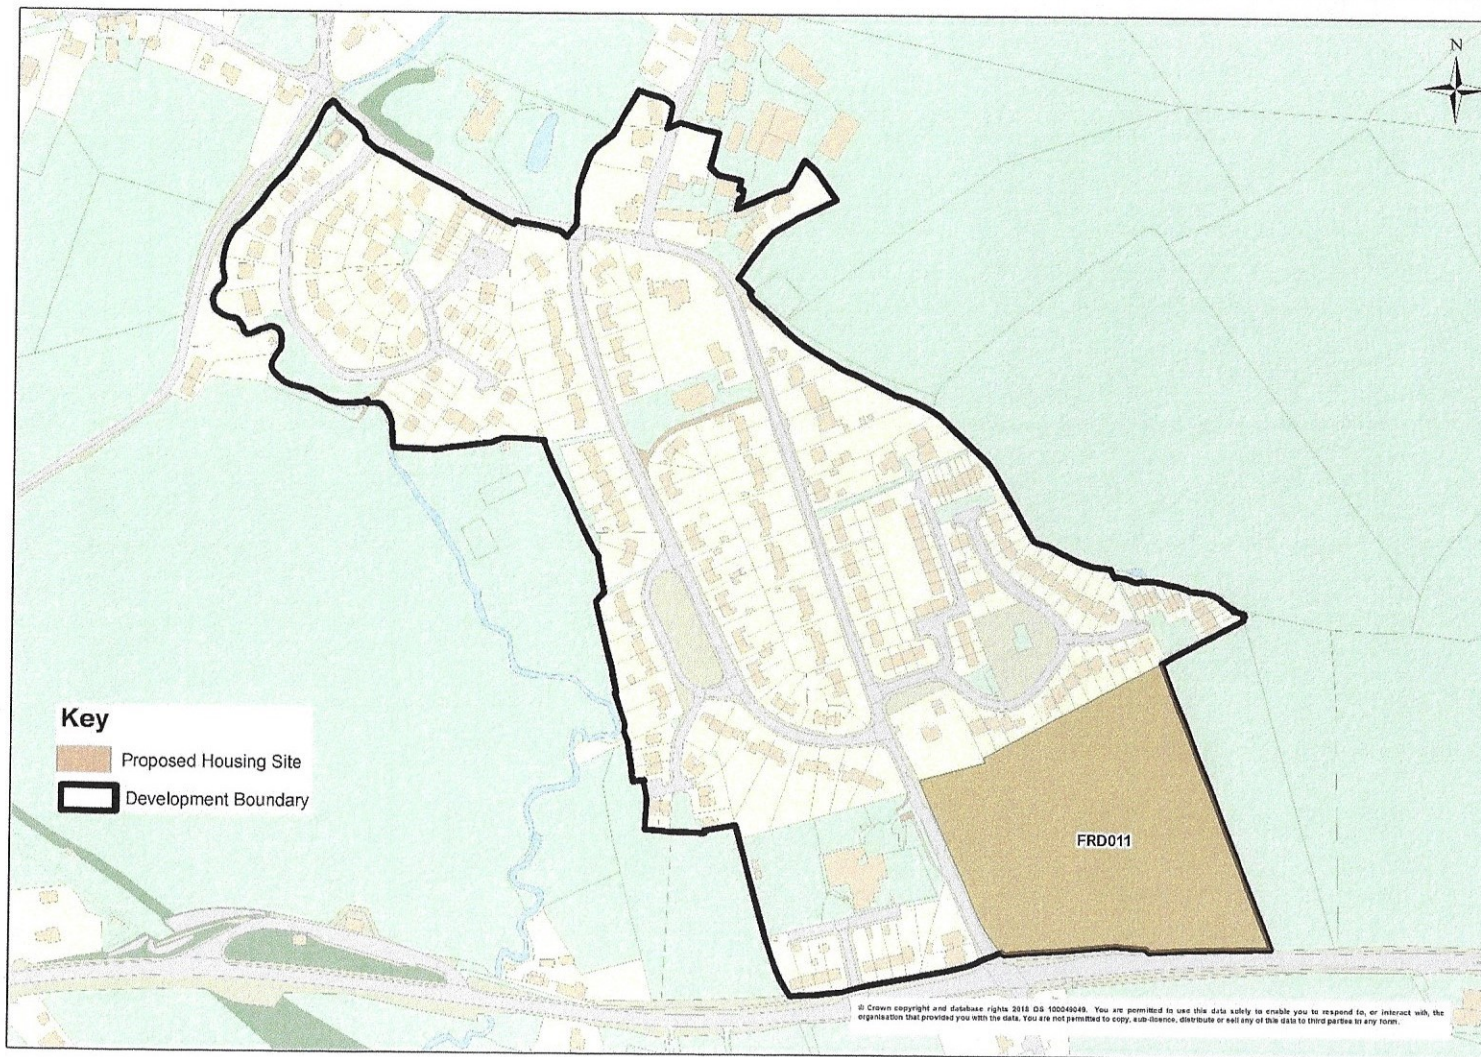 N
Key
Proposed Housing Site
Development Boundary
FRD011
© Crown copyright and database rights 2018 OS 100049049. You are permitted to use this data solely to enable you to respond to, or interact with, the
organisation that provided you with the data. You are not permitted to copy, sub-licence, distribute or sell any of this data to third parties in any form.